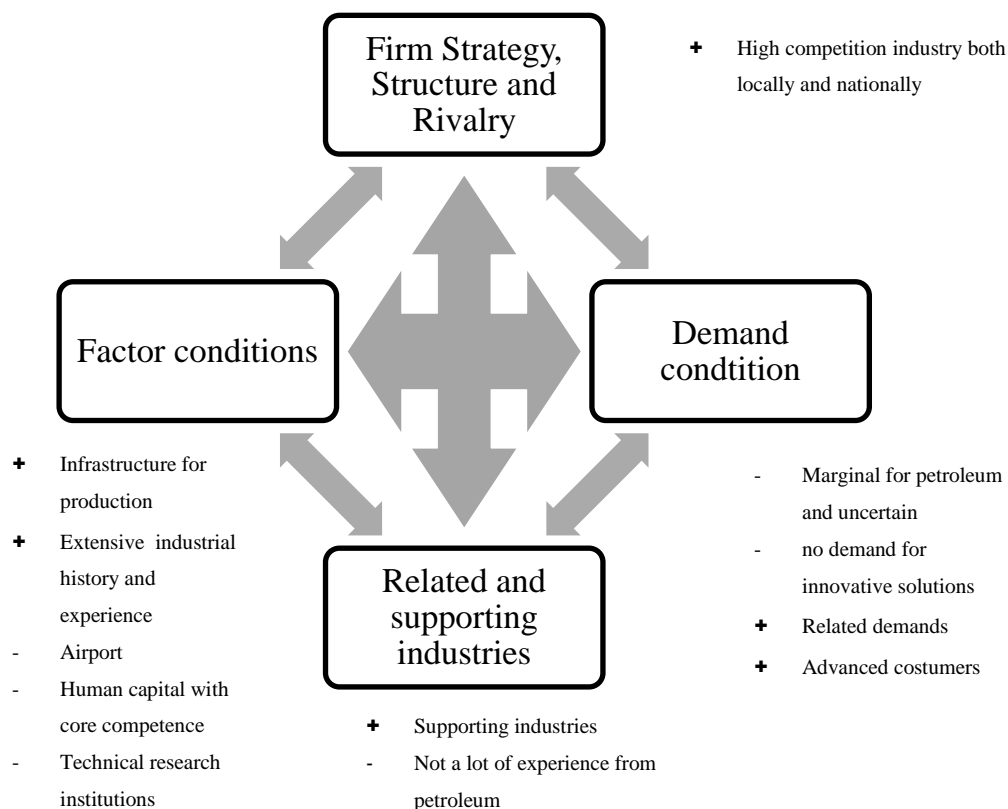 Firm Strategy,
Structure and
Rivalry
+ High competition industry both
locally and nationally
Factor conditions
Demand
condtition
+ Infrastructure for
production
+ Extensive industrial
history and
experience
- Airport
- Human capital with
core competence
- Technical research
institutions
Related and
supporting
industries
+ Supporting industries
- Not a lot of experience from
petroleum
- Marginal for petroleum
and uncertain
- no demand for
innovative solutions
+ Related demands
+ Advanced costumers